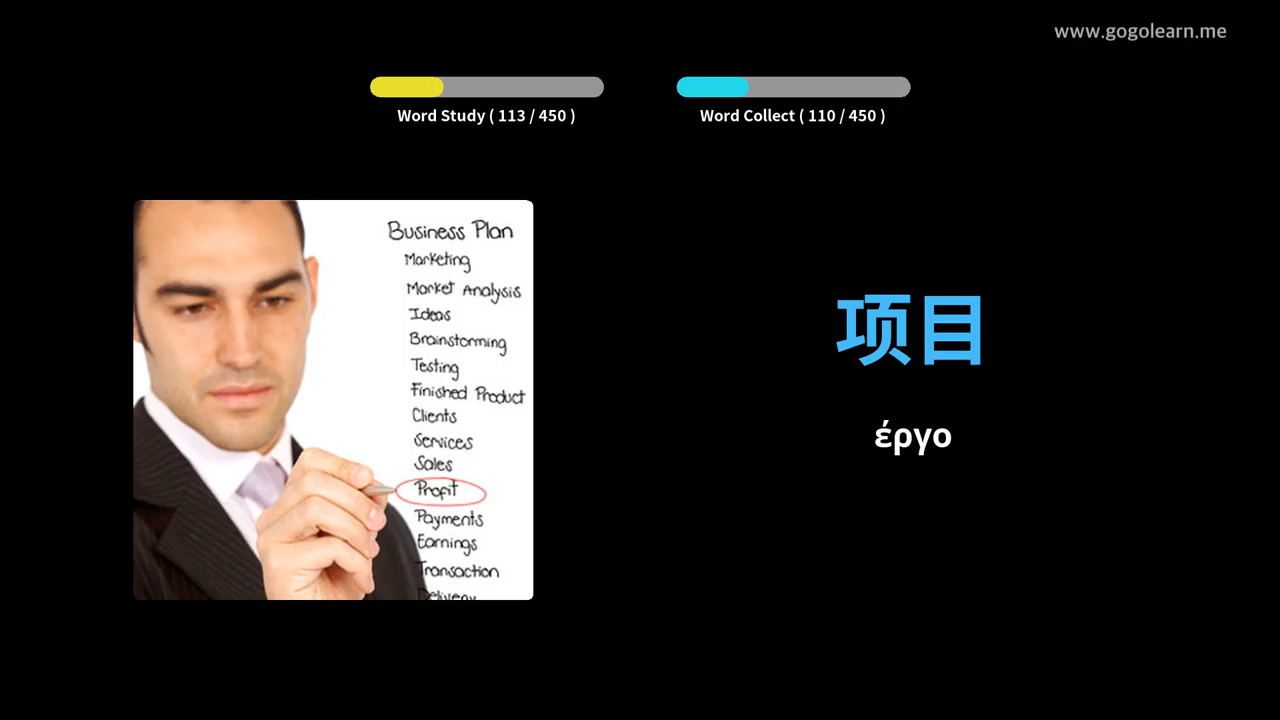 www.gogolearn.me
Word Study ( 113 / 450 )
Word Collect ( 110 / 450 )
Business Plan
Marketing
Market Analysis
Ideas
Brainstorming
Testing
Finished Product
Clients
Services
Sales
Profit
Payments
Earnings
Transaction
Delivery
项目
έργο